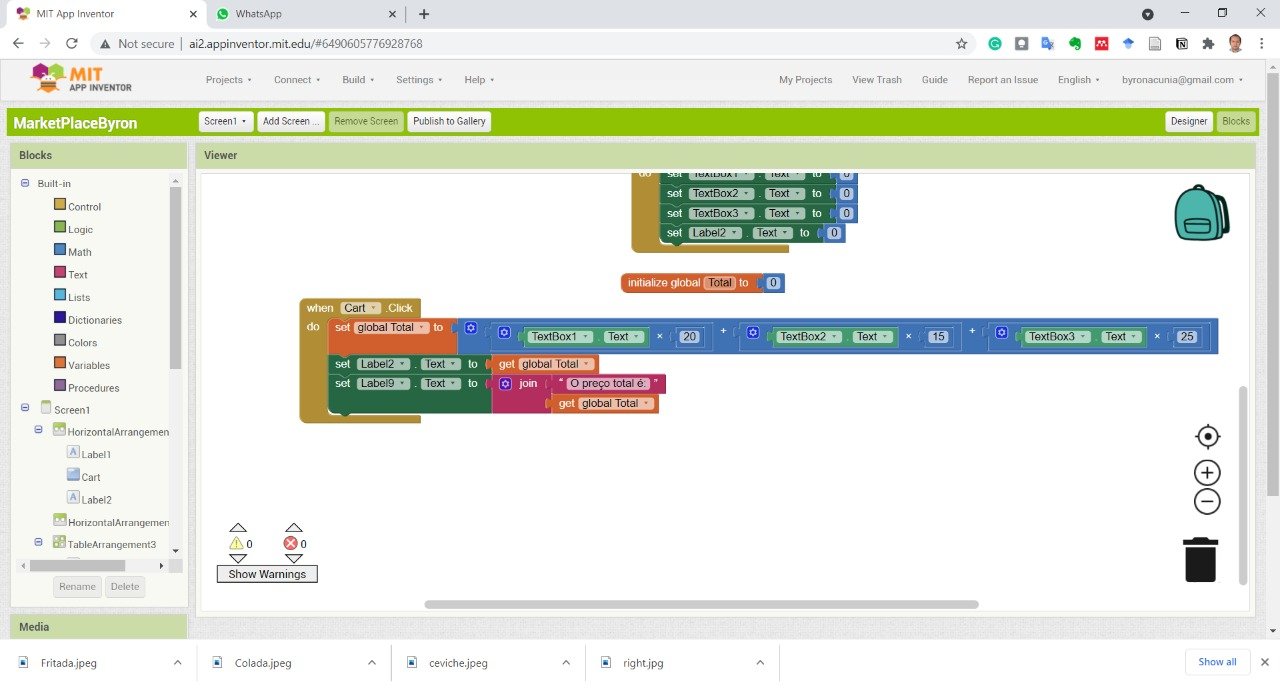 MIT App Inventor
WhatsApp
Not secure
ai2.appinventor.mit.edu/#6490605776928768
MIT
APP INVENTOR
Projects
Connect
Build
Settings
Help
My Projects
View Trash
Guide
Report an Issue
English
byronacunia@gmail.com
MarketPlaceByron
Screen1
Add Screen ...
Remove Screen
Publish to Gallery
Designer
Blocks
Blocks
Viewer
Built-in
Control
Logic
Math
Text
Lists
Dictionaries
Colors
Variables
Procedures
Screen1
HorizontalArrangemen
Label1
Cart
Label2
HorizontalArrangemen
TableArrangement3
Rename
Delete
Media
do set TextBox1 . Text to 0
set TextBox2 . Text to 0
set TextBox3 . Text to 0
set Label2 . Text to 0
initialize global Total to 0
when Cart .Click
do set global Total to TextBox1 . Text × 20 + TextBox2 . Text × 15 + TextBox3 . Text × 25
set Label2 . Text to get global Total
set Label9 . Text to join " O preço total é: "
get global Total
0
0
Show Warnings
Fritada.jpeg
Colada.jpeg
ceviche.jpeg
right.jpg
Show all